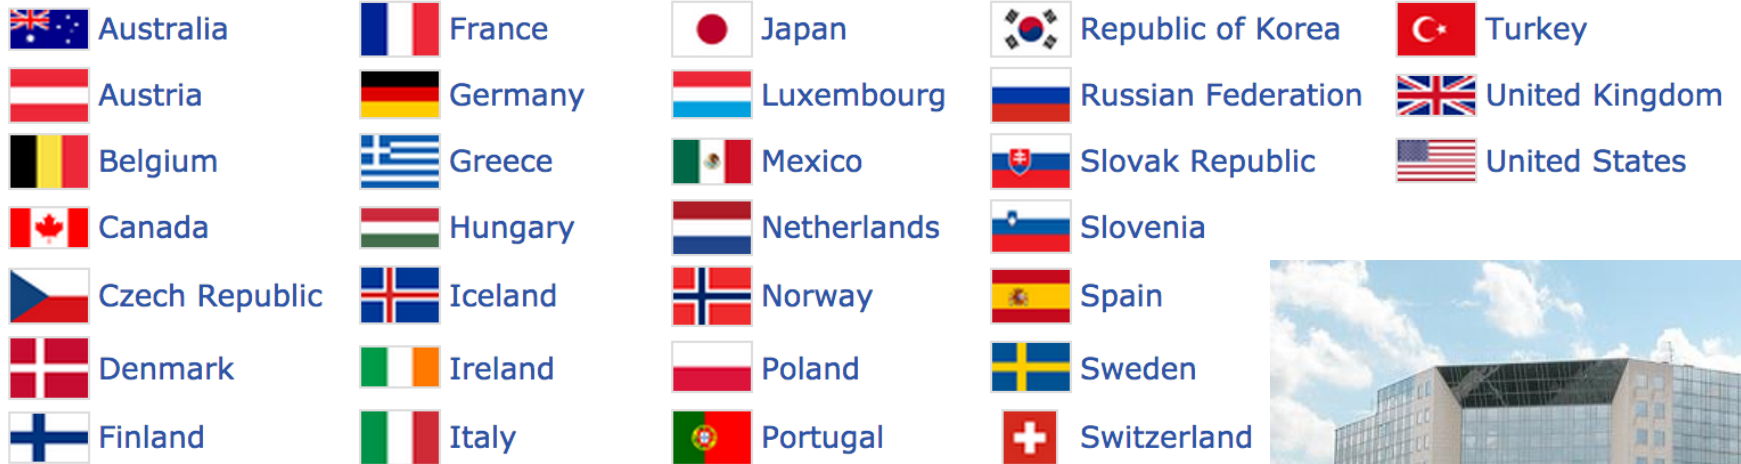 Australia
Austria
Belgium
Canada
Czech Republic
Denmark
Finland
France
Germany
Greece
Hungary
Iceland
Ireland
Italy
Japan
Luxembourg
Mexico
Netherlands
Norway
Poland
Portugal
Republic of Korea
Russian Federation
Slovak Republic
Slovenia
Spain
Sweden
Switzerland
Turkey
United Kingdom
United States